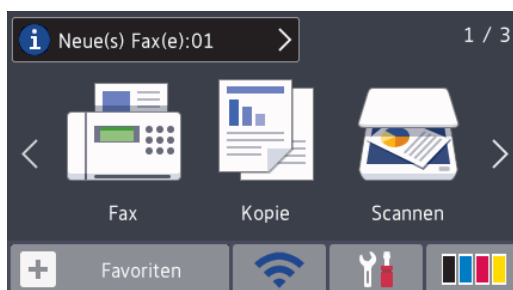 Neue(s) Fax(e):01
1 / 3
Fax
Kopie
Scannen
Favoriten